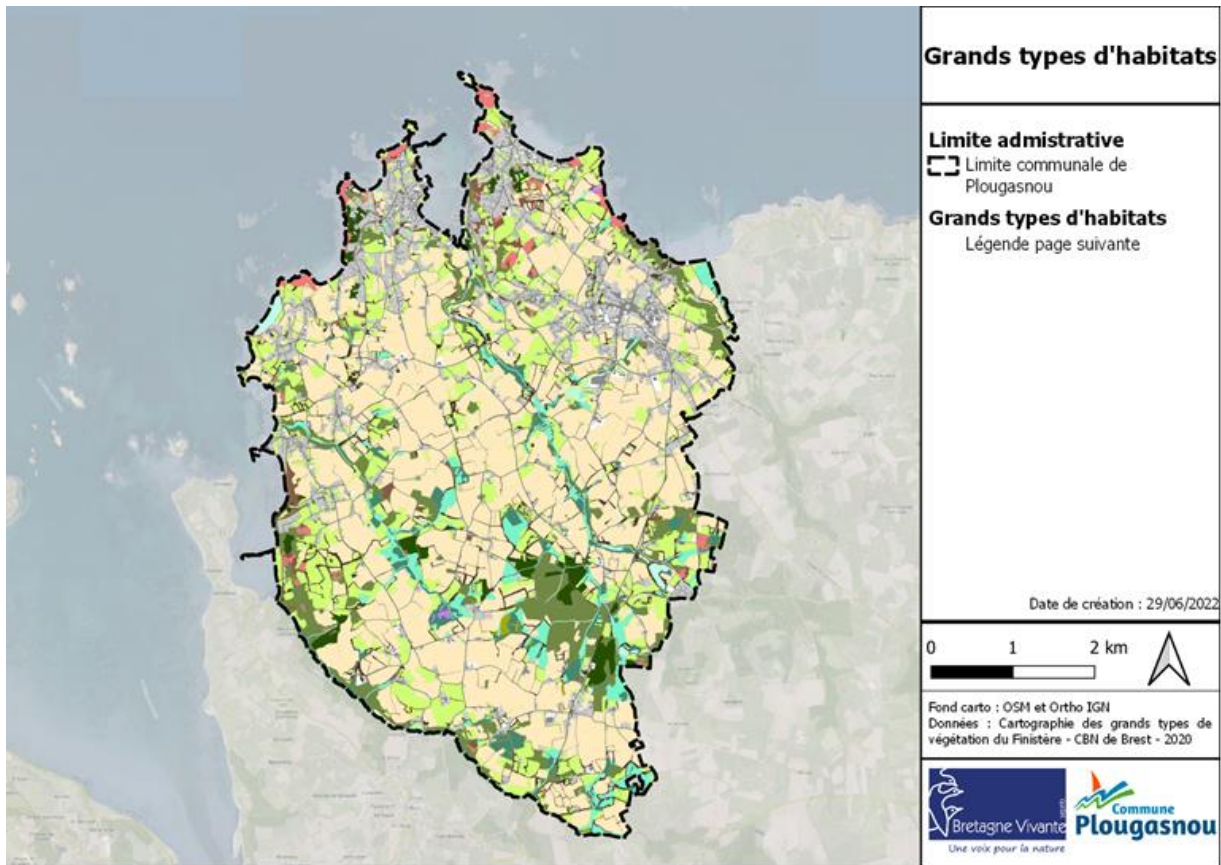 Grands types d'habitats
Limite admistrative
Limite communale de
Plougasnou
Grands types d'habitats
Légende page suivante
Date de création : 29/06/2022
0 1 2 km
Fond carto : OSM et Ortho IGN
Données : Cartographie des grands types de
végétation du Finistère - CBN de Brest - 2020
Bretagne Vivante
Une voix pour la nature
Commune
Plougasnou